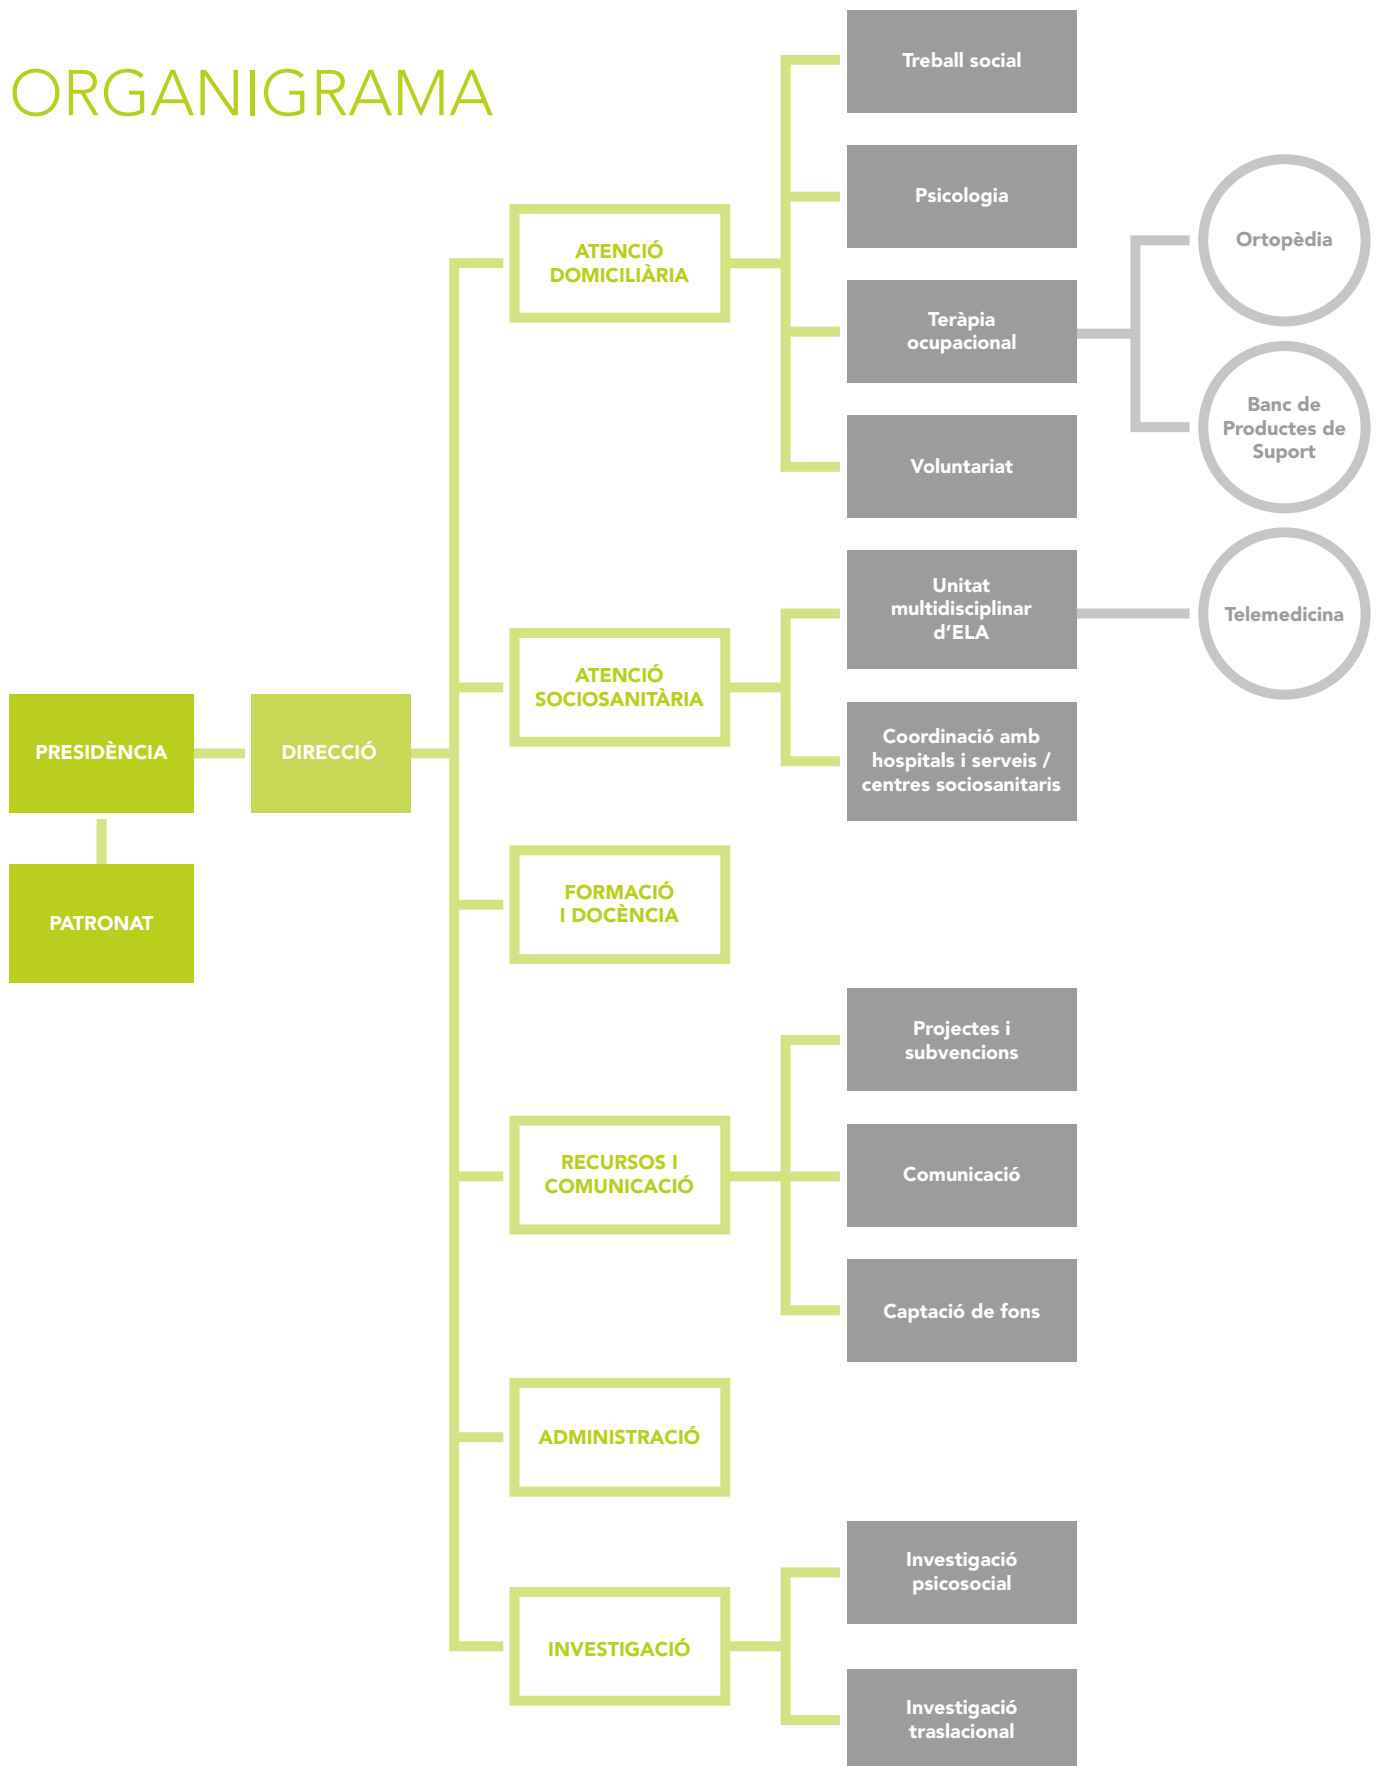 ORGANIGRAMA
PRESIDÈNCIA
PATRONAT
DIRECCIÓ
ATENCIÓ
DOMICILIÀRIA
Treball social
Psicologia
Teràpia
ocupacional
Ortopèdia
Banc de
Productes de
Suport
Voluntariat
ATENCIÓ
SOCIOSANITÀRIA
Unitat
multidisciplinar
d’ELA
Telemedicina
Coordinació amb
hospitals i serveis /
centres sociosanitaris
FORMACIÓ
I DOCÈNCIA
RECURSOS I
COMUNICACIÓ
Projectes i
subvencions
Comunicació
Captació de fons
ADMINISTRACIÓ
INVESTIGACIÓ
Investigació
psicosocial
Investigació
traslacional